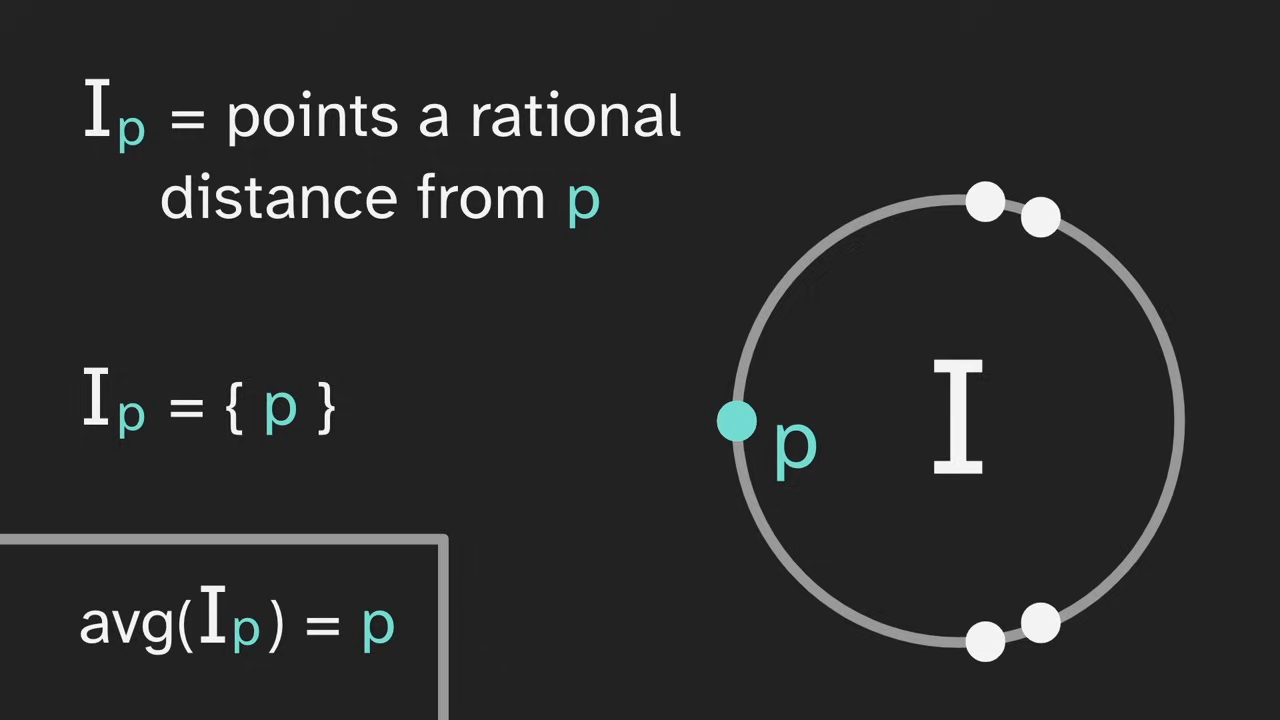 Iₚ = points a rational
distance from p
Iₚ = { p }
avg(Iₚ) = p
p
I